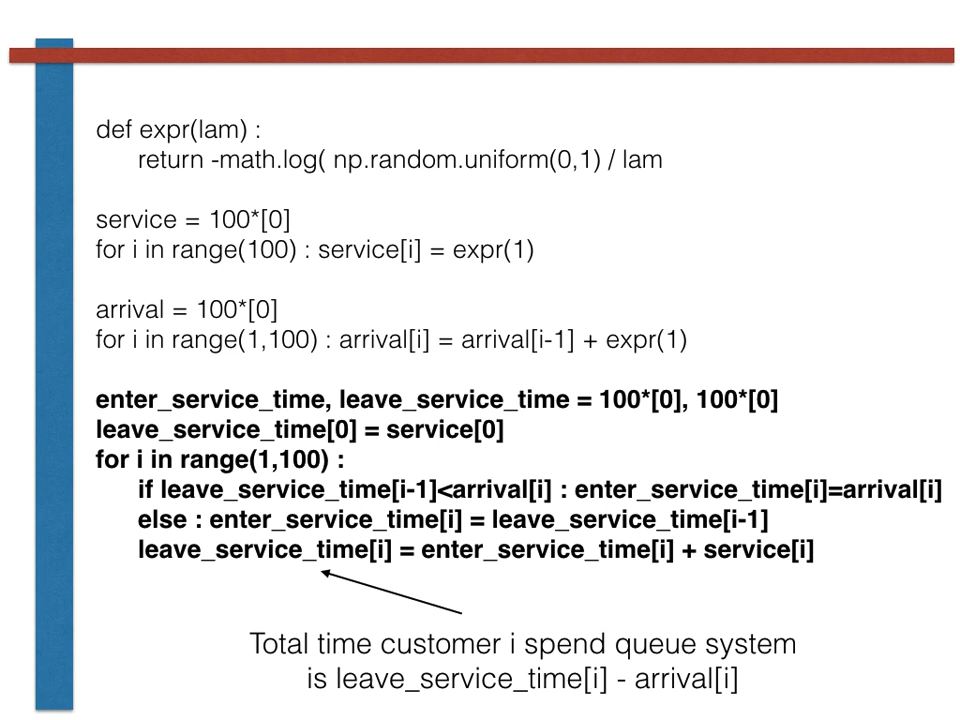 def expr(lam) :
return -math.log( np.random.uniform(0,1) / lam
service = 100*[0]
for i in range(100) : service[i] = expr(1)
arrival = 100*[0]
for i in range(1,100) : arrival[i] = arrival[i-1] + expr(1)
enter_service_time, leave_service_time = 100*[0], 100*[0]
leave_service_time[0] = service[0]
for i in range(1,100) :
if leave_service_time[i-1]<arrival[i] : enter_service_time[i]=arrival[i]
else : enter_service_time[i] = leave_service_time[i-1]
leave_service_time[i] = enter_service_time[i] + service[i]
Total time customer i spend queue system
is leave_service_time[i] - arrival[i]